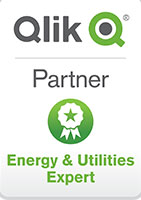 Qlik ®
Partner
Energy & Utilities
Expert